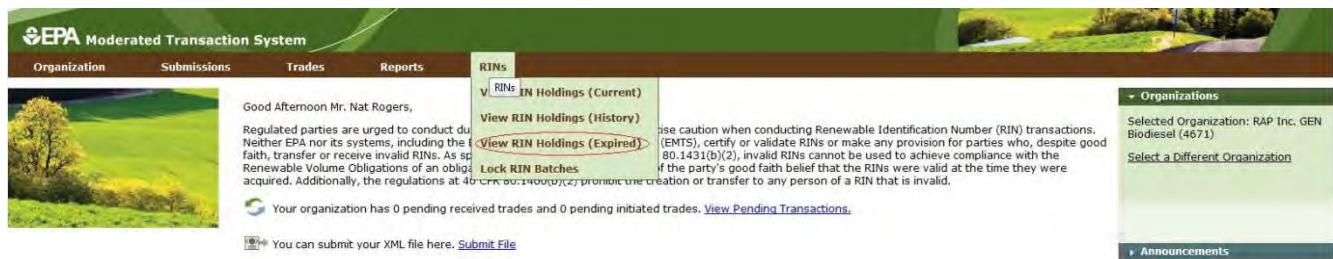 EPA Moderated Transaction System
Organization Submissions Trades Reports RINs
RINs
V IN Holdings (Current)
View RIN Holdings (History)
View RIN Holdings (Expired)
Lock RIN Batches
Good Afternoon Mr. Nat Rogers,
Regulated parties are urged to conduct du ise caution when conducting Renewable Identification Number (RIN) transactions.
Neither EPA nor its systems, including the (EMTS), certify or validate RINs or make any provision for parties who, despite good
faith, transfer or receive invalid RINs. As sp 80.1431(b)(2), invalid RINs cannot be used to achieve compliance with the
Renewable Volume Obligations of an obliga of the party's good faith belief that the RINs were valid at the time they were
acquired. Additionally, the regulations at 40 CFR 80.1460(b)(2) prohibit the creation or transfer to any person of a RIN that is invalid.
Your organization has 0 pending received trades and 0 pending initiated trades. View Pending Transactions.
You can submit your XML file here. Submit File
Organizations
Selected Organization: RAP Inc. GEN
Biodiesel (4671)
Select a Different Organization
Announcements